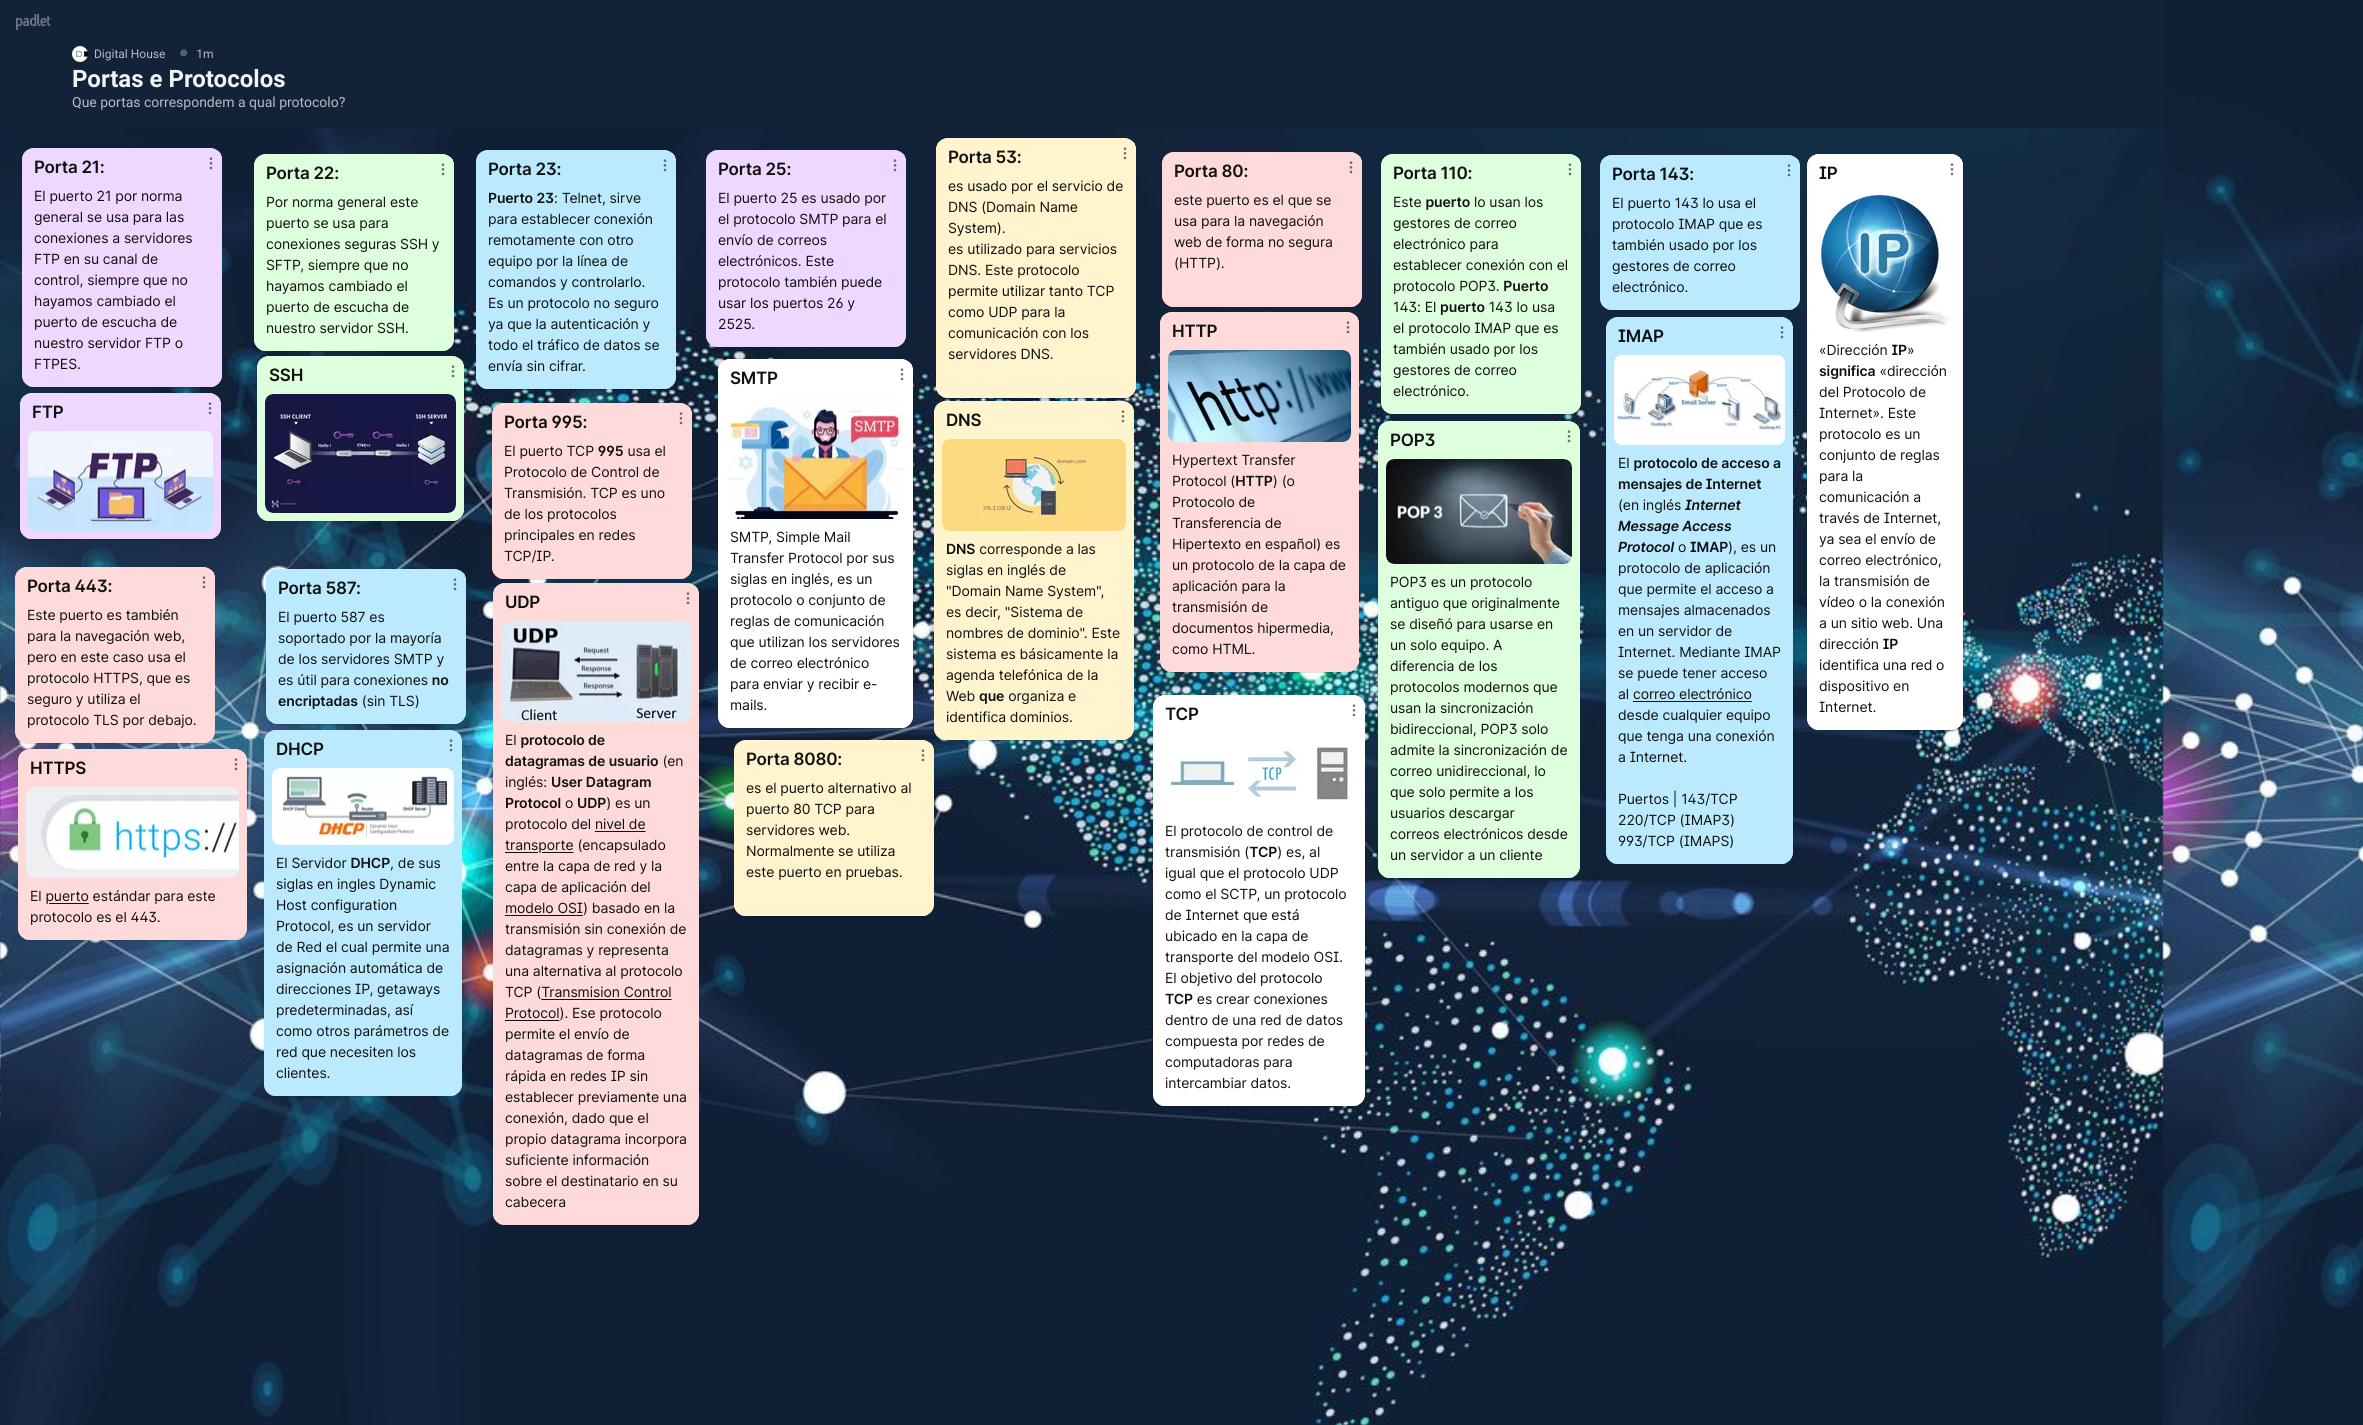 padlet
Digital House
1m
Portas e Protocolos
Que portas correspondem a qual protocolo?
Porta 21:
El puerto 21 por norma
general se usa para las
conexiones a servidores
FTP en su canal de
control, siempre que no
hayamos cambiado el
puerto de escucha de
nuestro servidor FTP o
FTPES.
FTP
FTP
Porta 443:
Este puerto es también
para la navegación web,
pero en este caso usa el
protocolo HTTPS, que es
seguro y utiliza el
protocolo TLS por debajo.
HTTPS
https://
El puerto estándar para este
protocolo es el 443.
Porta 22:
Por norma general este
puerto se usa para
conexiones seguras SSH y
SFTP, siempre que no
hayamos cambiado el
puerto de escucha de
nuestro servidor SSH.
SSH
SSH CLIENT
SSH SERVER
Hello !
Hello !
Porta 587:
El puerto 587 es
soportado por la mayoría
de los servidores SMTP y
es útil para conexiones no
encriptadas (sin TLS)
DHCP
DHCP Client
Router
DHCP Server
DHCP
Dynamic Host
Configuration Protocol
El Servidor DHCP, de sus
siglas en ingles Dynamic
Host configuration
Protocol, es un servidor
de Red el cual permite una
asignación automática de
direcciones IP, getaways
predeterminadas, así
como otros parámetros de
red que necesiten los
clientes.
Porta 23:
Puerto 23: Telnet, sirve
para establecer conexión
remotamente con otro
equipo por la línea de
comandos y controlarlo.
Es un protocolo no seguro
ya que la autenticación y
todo el tráfico de datos se
envía sin cifrar.
Porta 995:
El puerto TCP 995 usa el
Protocolo de Control de
Transmisión. TCP es uno
de los protocolos
principales en redes
TCP/IP.
UDP
UDP
Request
Response
Response
Client
Server
El protocolo de
datagramas de usuario (en
inglés: User Datagram
Protocol o UDP) es un
protocolo del nivel de
transporte (encapsulado
entre la capa de red y la
capa de aplicación del
modelo OSI) basado en la
transmisión sin conexión de
datagramas y representa
una alternativa al protocolo
TCP (Transmision Control
Protocol). Ese protocolo
permite el envío de
datagramas de forma
rápida en redes IP sin
establecer previamente una
conexión, dado que el
propio datagrama incorpora
suficiente información
sobre el destinatario en su
cabecera
Porta 25:
El puerto 25 es usado por
el protocolo SMTP para el
envío de correos
electrónicos. Este
protocolo también puede
usar los puertos 26 y
2525.
SMTP
SMTP
SMTP, Simple Mail
Transfer Protocol por sus
siglas en inglés, es un
protocolo o conjunto de
reglas de comunicación
que utilizan los servidores
de correo electrónico
para enviar y recibir e-
mails.
Porta 8080:
es el puerto alternativo al
puerto 80 TCP para
servidores web.
Normalmente se utiliza
este puerto en pruebas.
Porta 53:
es usado por el servicio de
DNS (Domain Name
System).
es utilizado para servicios
DNS. Este protocolo
permite utilizar tanto TCP
como UDP para la
comunicación con los
servidores DNS.
DNS
domain.com
216.3.128.12
DNS corresponde a las
siglas en inglés de
"Domain Name System",
es decir, "Sistema de
nombres de dominio". Este
sistema es básicamente la
agenda telefónica de la
Web que organiza e
identifica dominios.
Porta 80:
este puerto es el que se
usa para la navegación
web de forma no segura
(HTTP).
HTTP
http://www
Hypertext Transfer
Protocol (HTTP) (o
Protocolo de
Transferencia de
Hipertexto en español) es
un protocolo de la capa de
aplicación para la
transmisión de
documentos hipermedia,
como HTML.
TCP
TCP
El protocolo de control de
transmisión (TCP) es, al
igual que el protocolo UDP
como el SCTP, un protocolo
de Internet que está
ubicado en la capa de
transporte del modelo OSI.
El objetivo del protocolo
TCP es crear conexiones
dentro de una red de datos
compuesta por redes de
computadoras para
intercambiar datos.
Porta 110:
Este puerto lo usan los
gestores de correo
electrónico para
establecer conexión con el
protocolo POP3. Puerto
143: El puerto 143 lo usa
el protocolo IMAP que es
también usado por los
gestores de correo
electrónico.
POP3
POP 3
POP3 es un protocolo
antiguo que originalmente
se diseñó para usarse en
un solo equipo. A
diferencia de los
protocolos modernos que
usan la sincronización
bidireccional, POP3 solo
admite la sincronización de
correo unidireccional, lo
que solo permite a los
usuarios descargar
correos electrónicos desde
un servidor a un cliente
Porta 143:
El puerto 143 lo usa el
protocolo IMAP que es
también usado por los
gestores de correo
electrónico.
IMAP
Email Server
SmartPhone
Desktop PC
Tablet
Desktop PC
El protocolo de acceso a
mensajes de Internet
(en inglés Internet
Message Access
Protocol o IMAP), es un
protocolo de aplicación
que permite el acceso a
mensajes almacenados
en un servidor de
Internet. Mediante IMAP
se puede tener acceso
al correo electrónico
desde cualquier equipo
que tenga una conexión
a Internet.
Puertos | 143/TCP
220/TCP (IMAP3)
993/TCP (IMAPS)
IP
IP
«Dirección IP»
significa «dirección
del Protocolo de
Internet». Este
protocolo es un
conjunto de reglas
para la
comunicación a
través de Internet,
ya sea el envío de
correo electrónico,
la transmisión de
vídeo o la conexión
a un sitio web. Una
dirección IP
identifica una red o
dispositivo en
Internet.